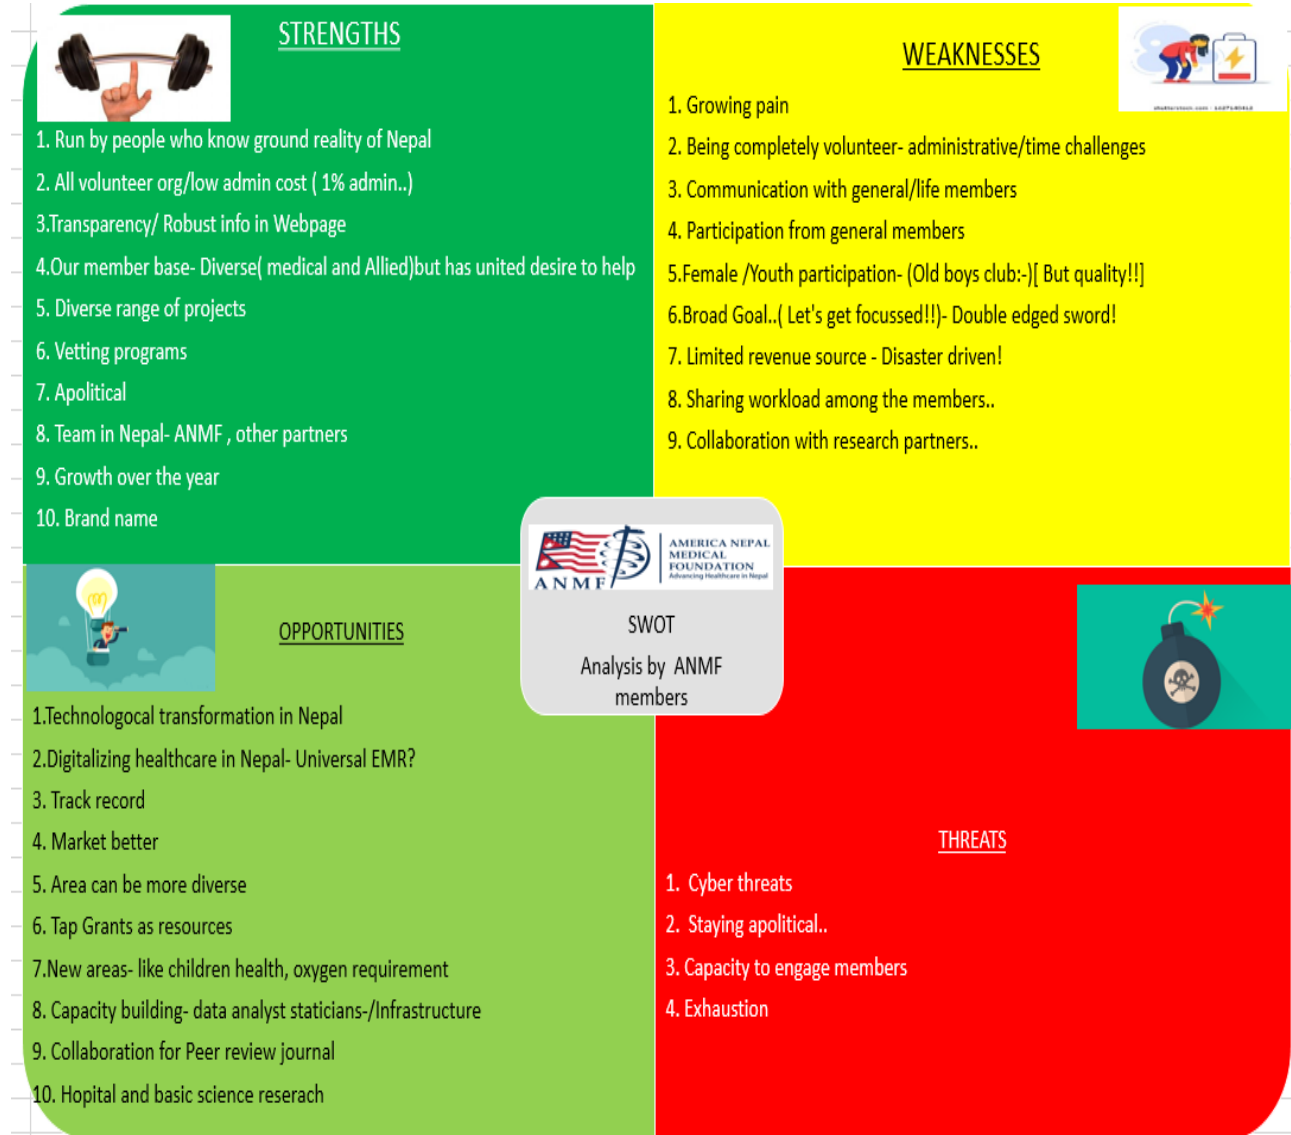 STRENGTHS
1. Run by people who know ground reality of Nepal
2. All volunteer org/low admin cost ( 1% admin..)
3.Transparency/ Robust info in Webpage
4.Our member base- Diverse( medical and Allied)but has united desire to help
5. Diverse range of projects
6. Vetting programs
7. Apolitical
8. Team in Nepal- ANMF , other partners
9. Growth over the year
10. Brand name
WEAKNESSES
1. Growing pain
2. Being completely volunteer- administrative/time challenges
3. Communication with general/life members
4. Participation from general members
5.Female /Youth participation- (Old boys club:-)[ But quality!!]
6.Broad Goal..( Let's get focussed!!)- Double edged sword!
7. Limited revenue source - Disaster driven!
8. Sharing workload among the members..
9. Collaboration with research partners..
ANMF
AMERICA NEPAL
MEDICAL
FOUNDATION
Advancing Healthcare in Nepal
SWOT
Analysis by ANMF
members
OPPORTUNITIES
1.Technologocal transformation in Nepal
2.Digitalizing healthcare in Nepal- Universal EMR?
3. Track record
4. Market better
5. Area can be more diverse
6. Tap Grants as resources
7.New areas- like children health, oxygen requirement
8. Capacity building- data analyst staticians-/Infrastructure
9. Collaboration for Peer review journal
10. Hopital and basic science reserach
THREATS
1. Cyber threats
2. Staying apolitical..
3. Capacity to engage members
4. Exhaustion